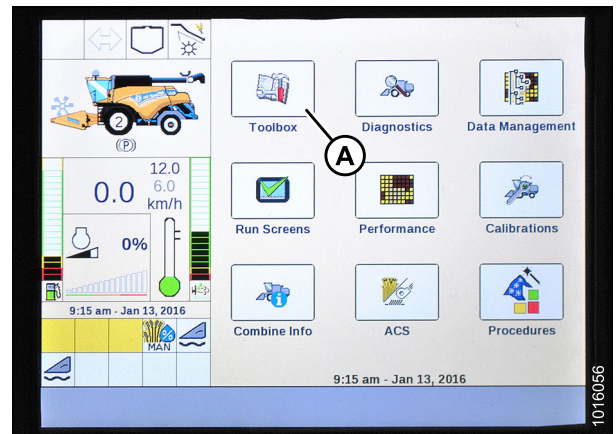 2
(P)
0.0
12.0
6.0
km/h
0%
9:15 am - Jan 13, 2016
MAN
Toolbox
Diagnostics
Data Management
A
Run Screens
Performance
Calibrations
Combine Info
ACS
Procedures
9:15 am - Jan 13, 2016
1016056